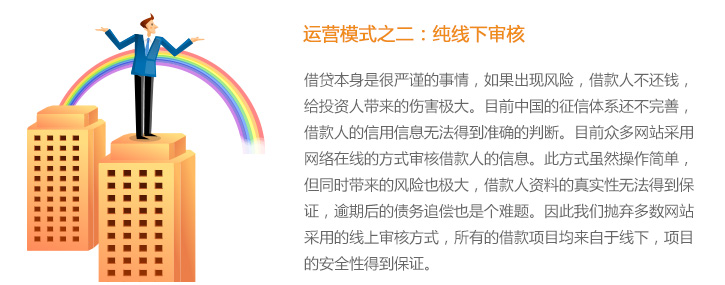 运营模式之二：纯线下审核
借贷本身是很严谨的事情，如果出现风险，借款人不还钱，
给投资人带来的伤害极大。目前中国的征信体系还不完善，
借款人的信用信息无法得到准确的判断。目前众多网站采用
网络在线的方式审核借款人的信息。此方式虽然操作简单，
但同时带来的风险也极大，借款人资料的真实性无法得到保
证，逾期后的债务追偿也是个难题。因此我们抛弃多数网站
采用的线上审核方式，所有的借款项目均来自于线下，项目
的安全性得到保证。